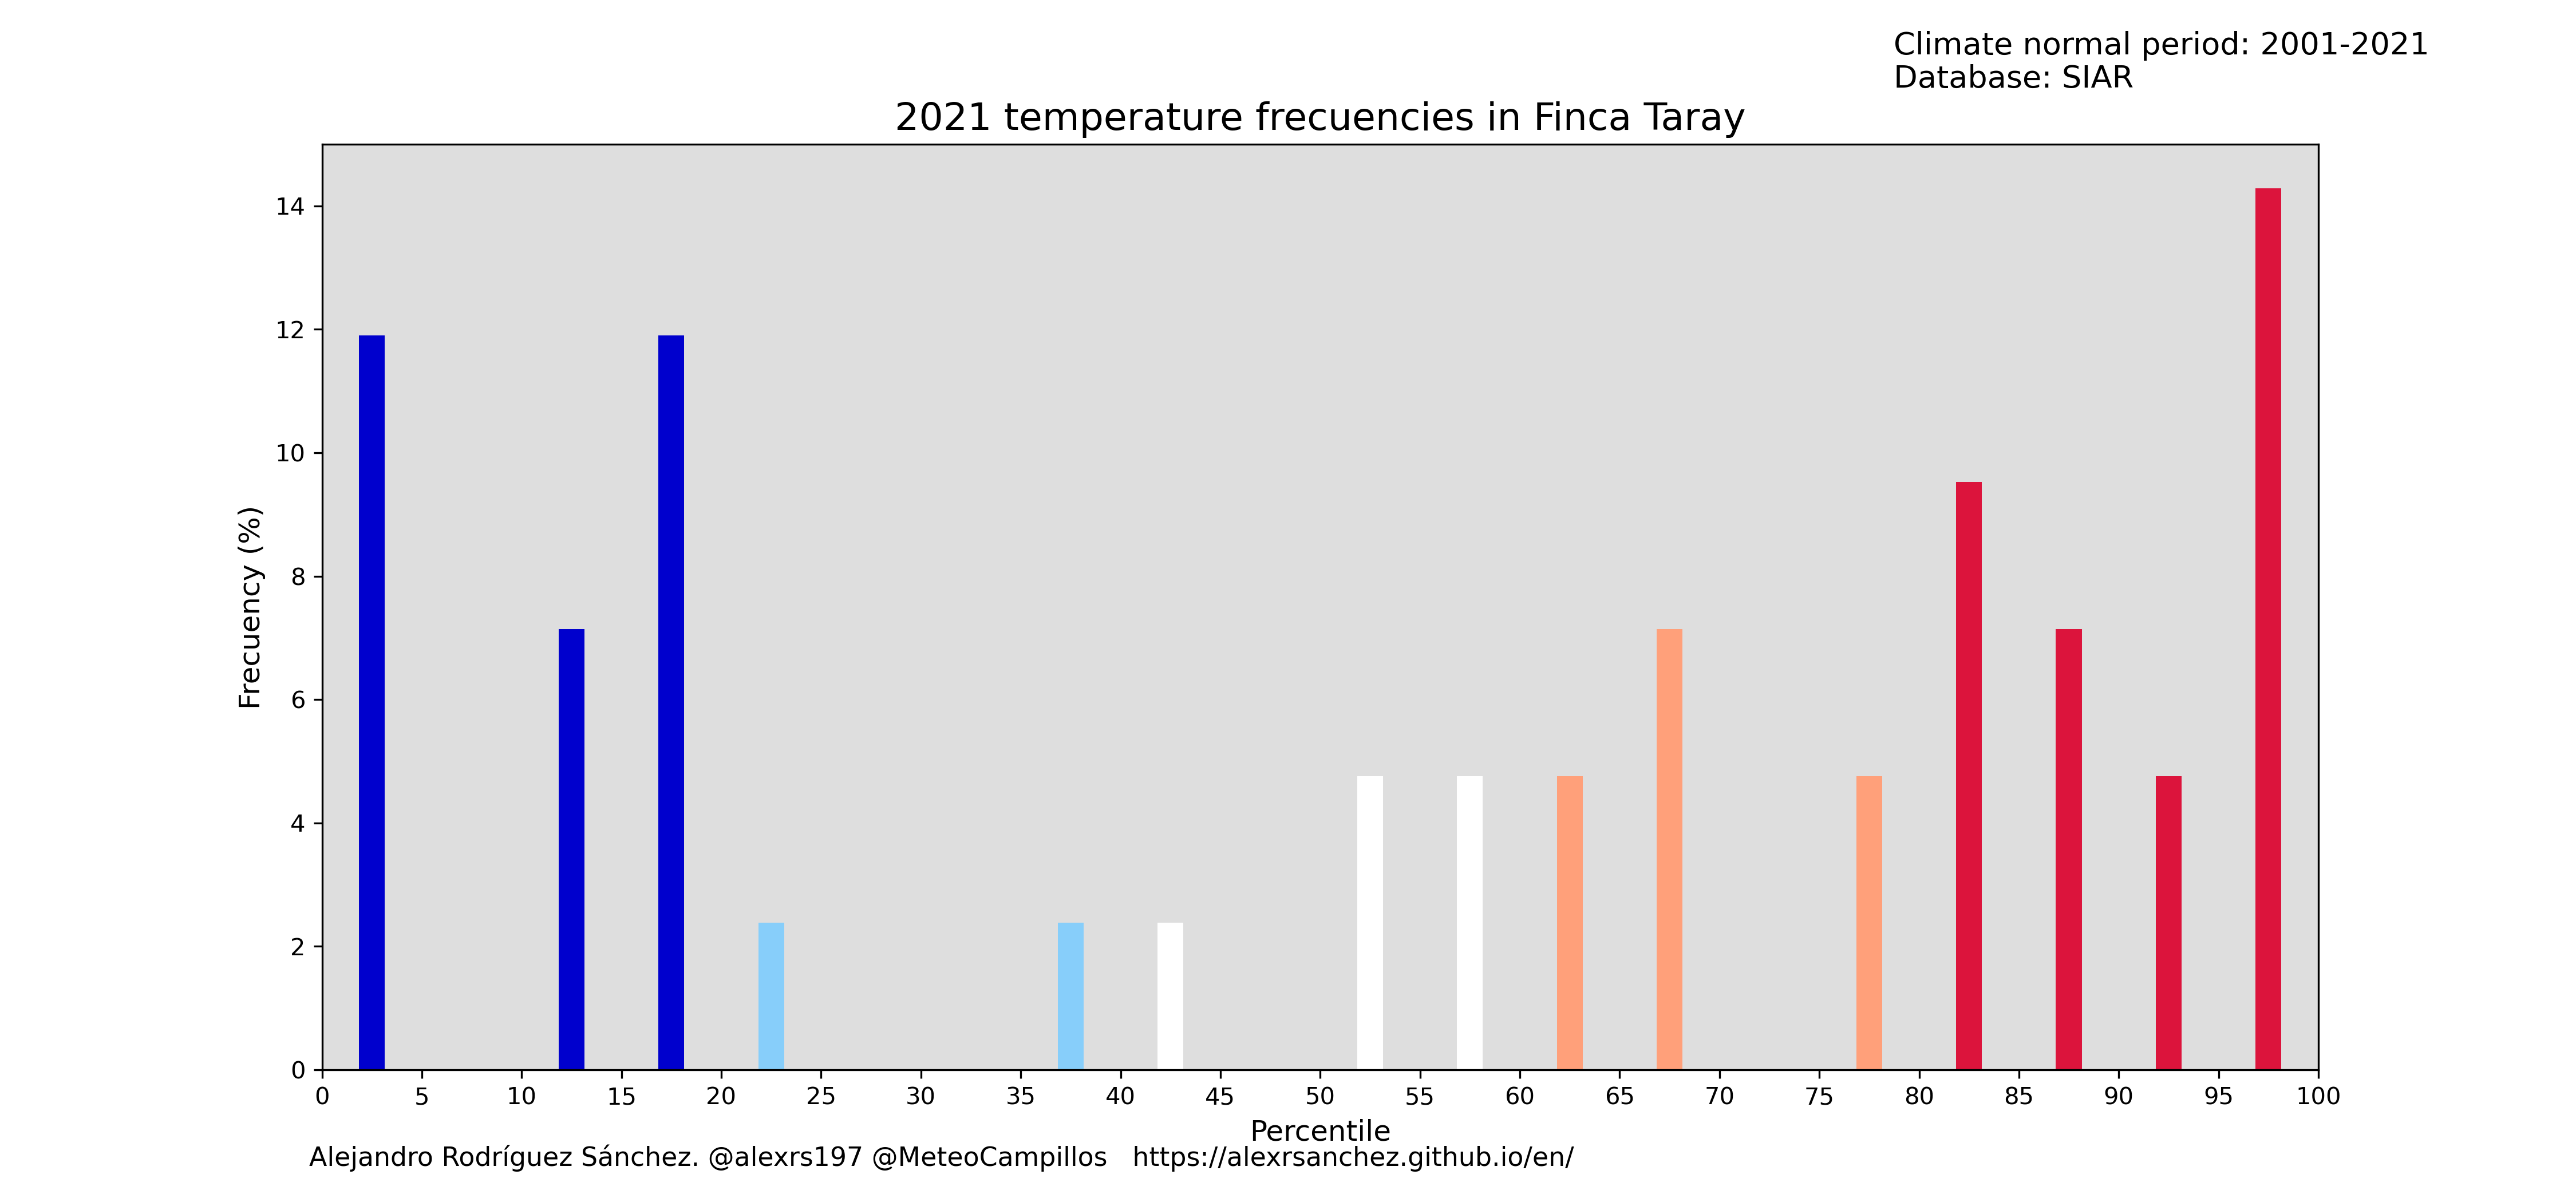 Climate normal period: 2001-2021
Database: SIAR
2021 temperature frecuencies in Finca Taray
14
12
10
8
6
4
2
0
Frecuency (%)
0 5 10 15 20 25 30 35 40 45 50 55 60 65 70 75 80 85 90 95 100
Percentile
Alejandro Rodríguez Sánchez. @alexrs197 @MeteoCampillos https://alexrsanchez.github.io/en/